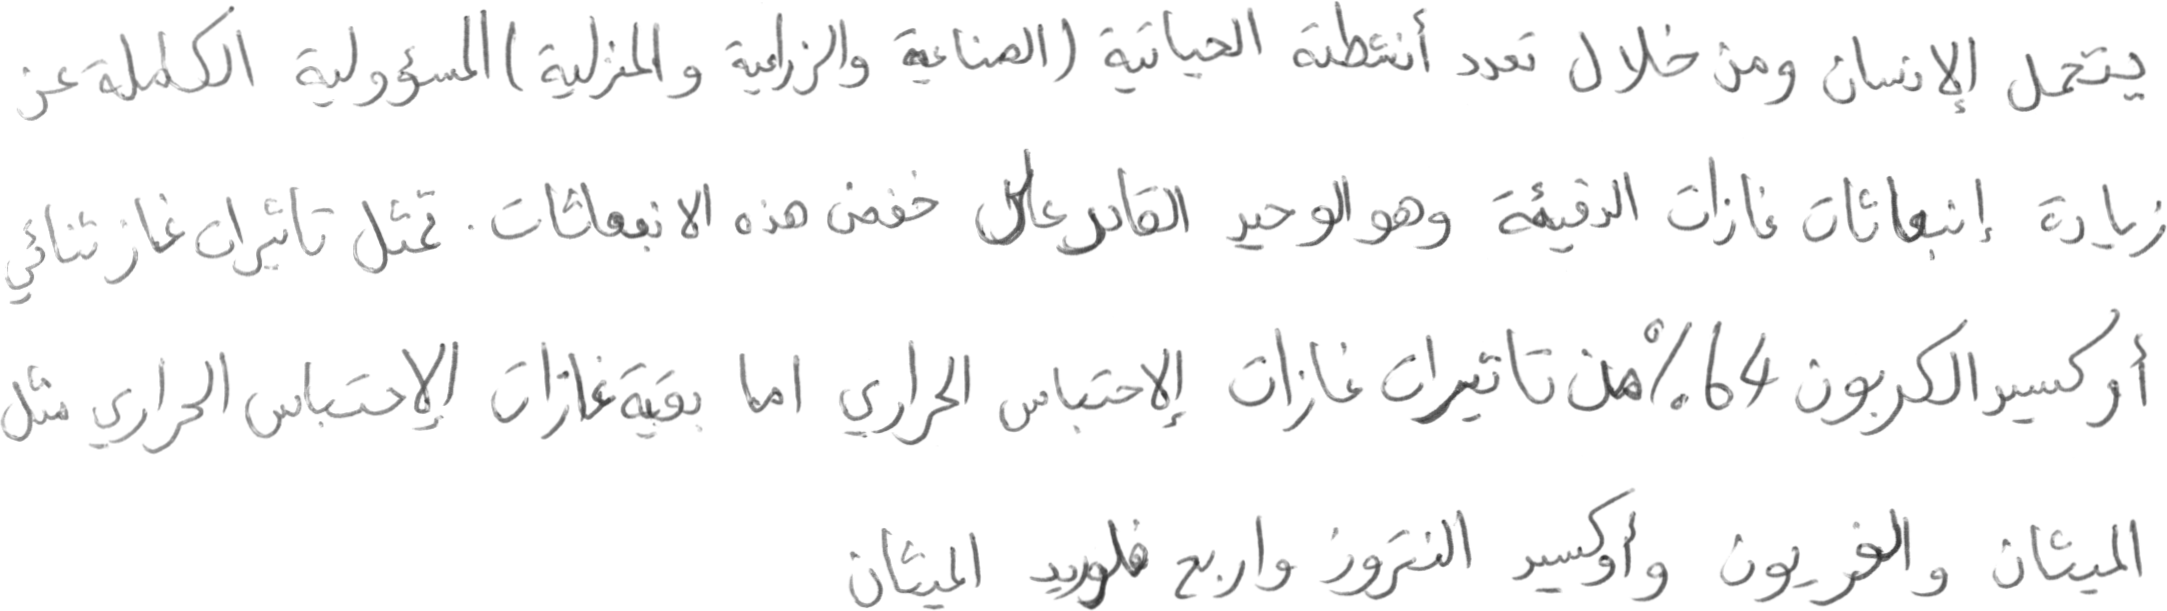 يتحمل الإنسان ومن خلال تعدد أنشطته الحياتية (الصناعية والزراعية والمنزلية) المسؤولية الكاملة عن
زيادة إنبعاثات غازات الدفيئة وهو الوحيد القادر على خفض هذه الانبعاثات. تمثل تاثيرات غاز ثنائي
أوكسيد الكربون 64% من تاثيرات غازات الإحتباس الحراري اما بقية غازات الإحتباس الحراري مثل
الميثان والفريون وأوكسيد النتروز واربع فلوريد الميثان